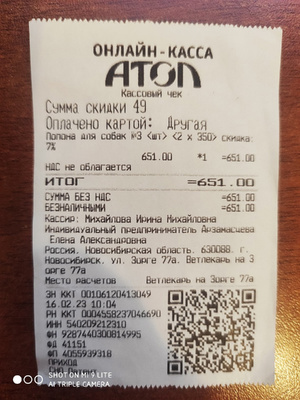 ОНЛАЙН-КАССА
АТОЛ
Кассовый чек
Сумма скидки 49
Оплачено картой: Другая
Попона для собак №3 <шт> <2 x 350> скидка:
7%
651.00 *1 =651.00
НДС не облагается
ИТОГ =651.00
СУММА БЕЗ НДС =651.00
БЕЗНАЛИЧНЫМИ =651.00
Кассир: Михайлова Ирина Михайловна
Индивидуальный предприниматель Арзамасцева
Елена Александровна
Россия. Новосибирская область. 630088. г.
Новосибирск. ул. Зорге 77а. Ветлекарь на З
орге 77а
Место расчетов Ветлекарь на Зорге 77а
ЗН ККТ 00106120413049
16.02.23 10:04
РН ККТ 0004558237046690
ИНН 540209212310
ФН 9287440300814995
ФД 41151
ФП 4055939318
ПРИХОД
SHOT ON MI 9 LITE
AI TRIPLE CAMERA